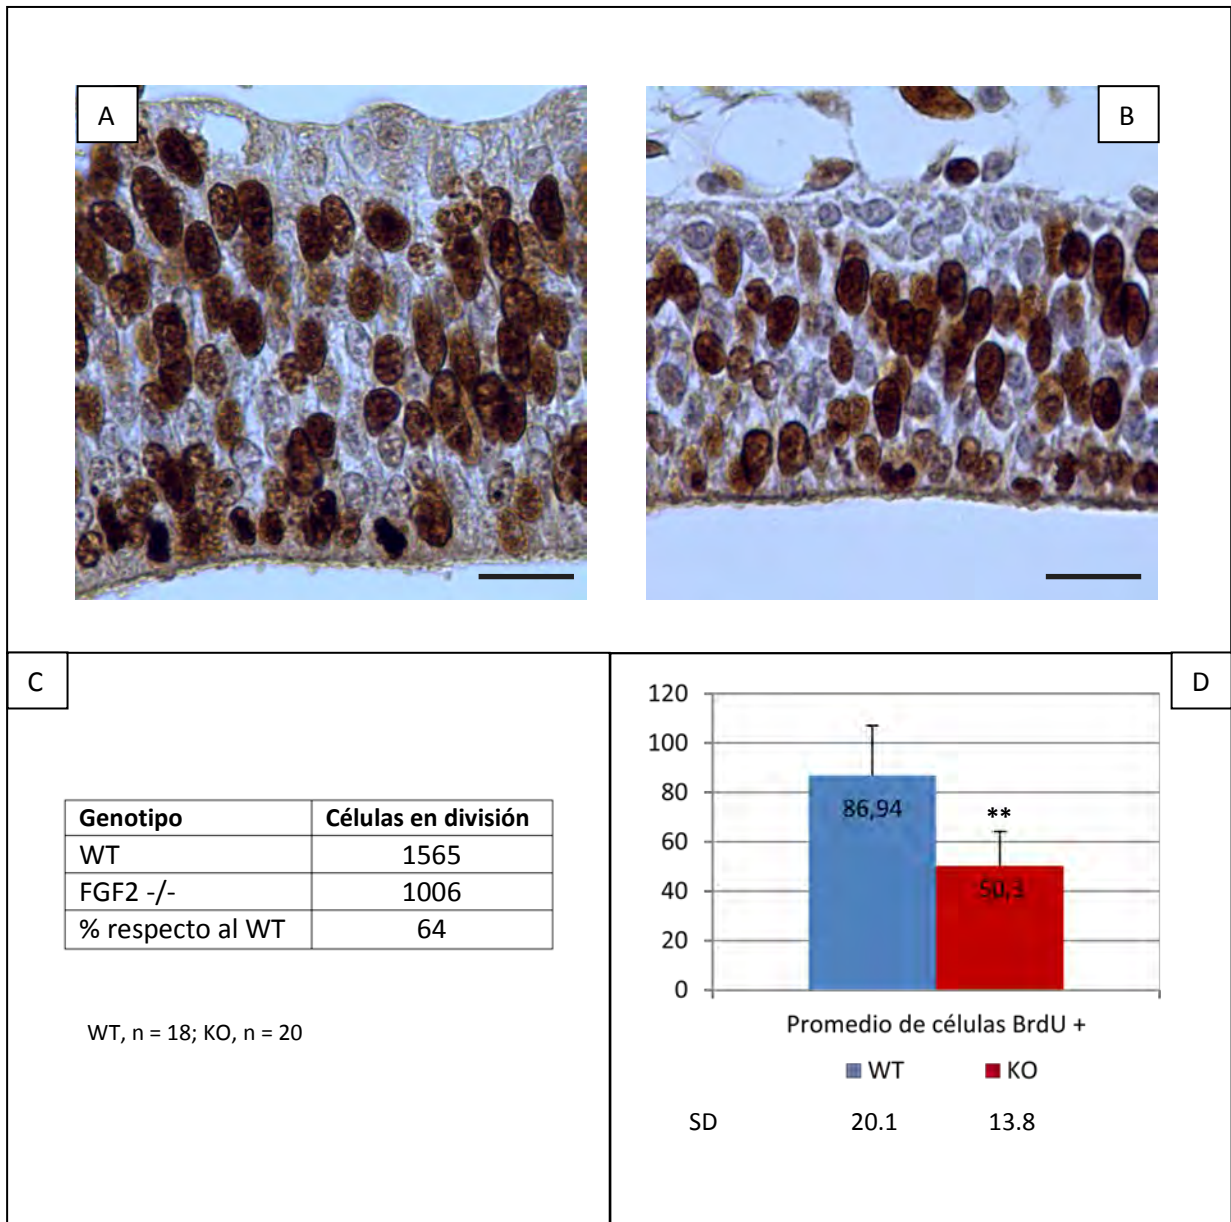 A
B
C
Genotipo Células en división
WT 1565
FGF2 -/- 1006
% respecto al WT 64
WT, n = 18; KO, n = 20
D
120
100
80
60
40
20
0
86,94
**
50,3
Promedio de células BrdU +
WT KO
SD 20.1 13.8